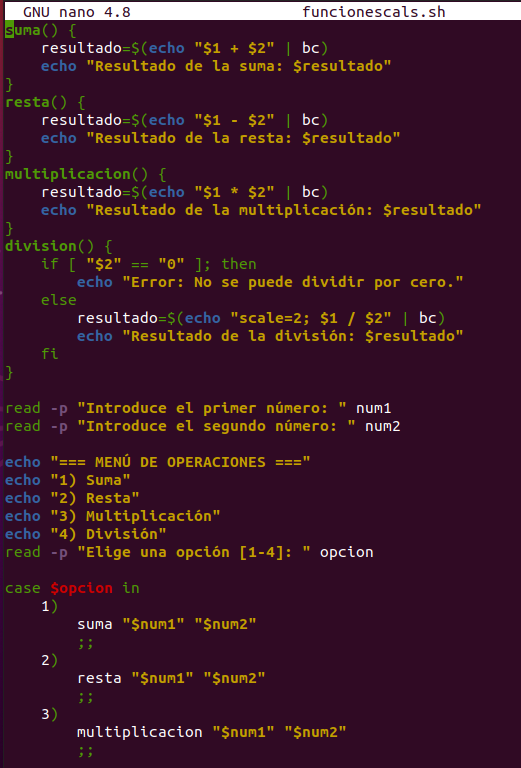 GNU nano 4.8 funcionescals.sh
suma() {
    resultado=$(echo "$1 + $2" | bc)
    echo "Resultado de la suma: $resultado"
}
resta() {
    resultado=$(echo "$1 - $2" | bc)
    echo "Resultado de la resta: $resultado"
}
multiplicacion() {
    resultado=$(echo "$1 * $2" | bc)
    echo "Resultado de la multiplicación: $resultado"
}
division() {
    if [ "$2" == "0" ]; then
        echo "Error: No se puede dividir por cero."
    else
        resultado=$(echo "scale=2; $1 / $2" | bc)
        echo "Resultado de la división: $resultado"
    fi
}

read -p "Introduce el primer número: " num1
read -p "Introduce el segundo número: " num2

echo "=== MENÚ DE OPERACIONES ==="
echo "1) Suma"
echo "2) Resta"
echo "3) Multiplicación"
echo "4) División"
read -p "Elige una opción [1-4]: " opcion

case $opcion in
    1)
        suma "$num1" "$num2"
        ;;
    2)
        resta "$num1" "$num2"
        ;;
    3)
        multiplicacion "$num1" "$num2"
        ;;